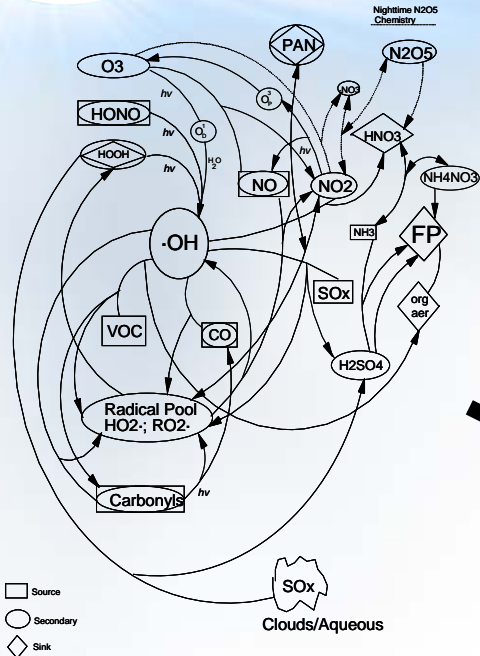 Nighttime N2O5
Chemistry
PAN
N2O5
O3
hv
NO3
O3P
HONO
O1D
HNO3
hv
HOOH
H2O
hv
NO
NO2
NH4NO3
·OH
NH3
FP
SOx
org
aer
VOC
CO
H2SO4
Radical Pool
HO2·; RO2·
Carbonyls
hv
SOx
Clouds/Aqueous
Source
Secondary
Sink